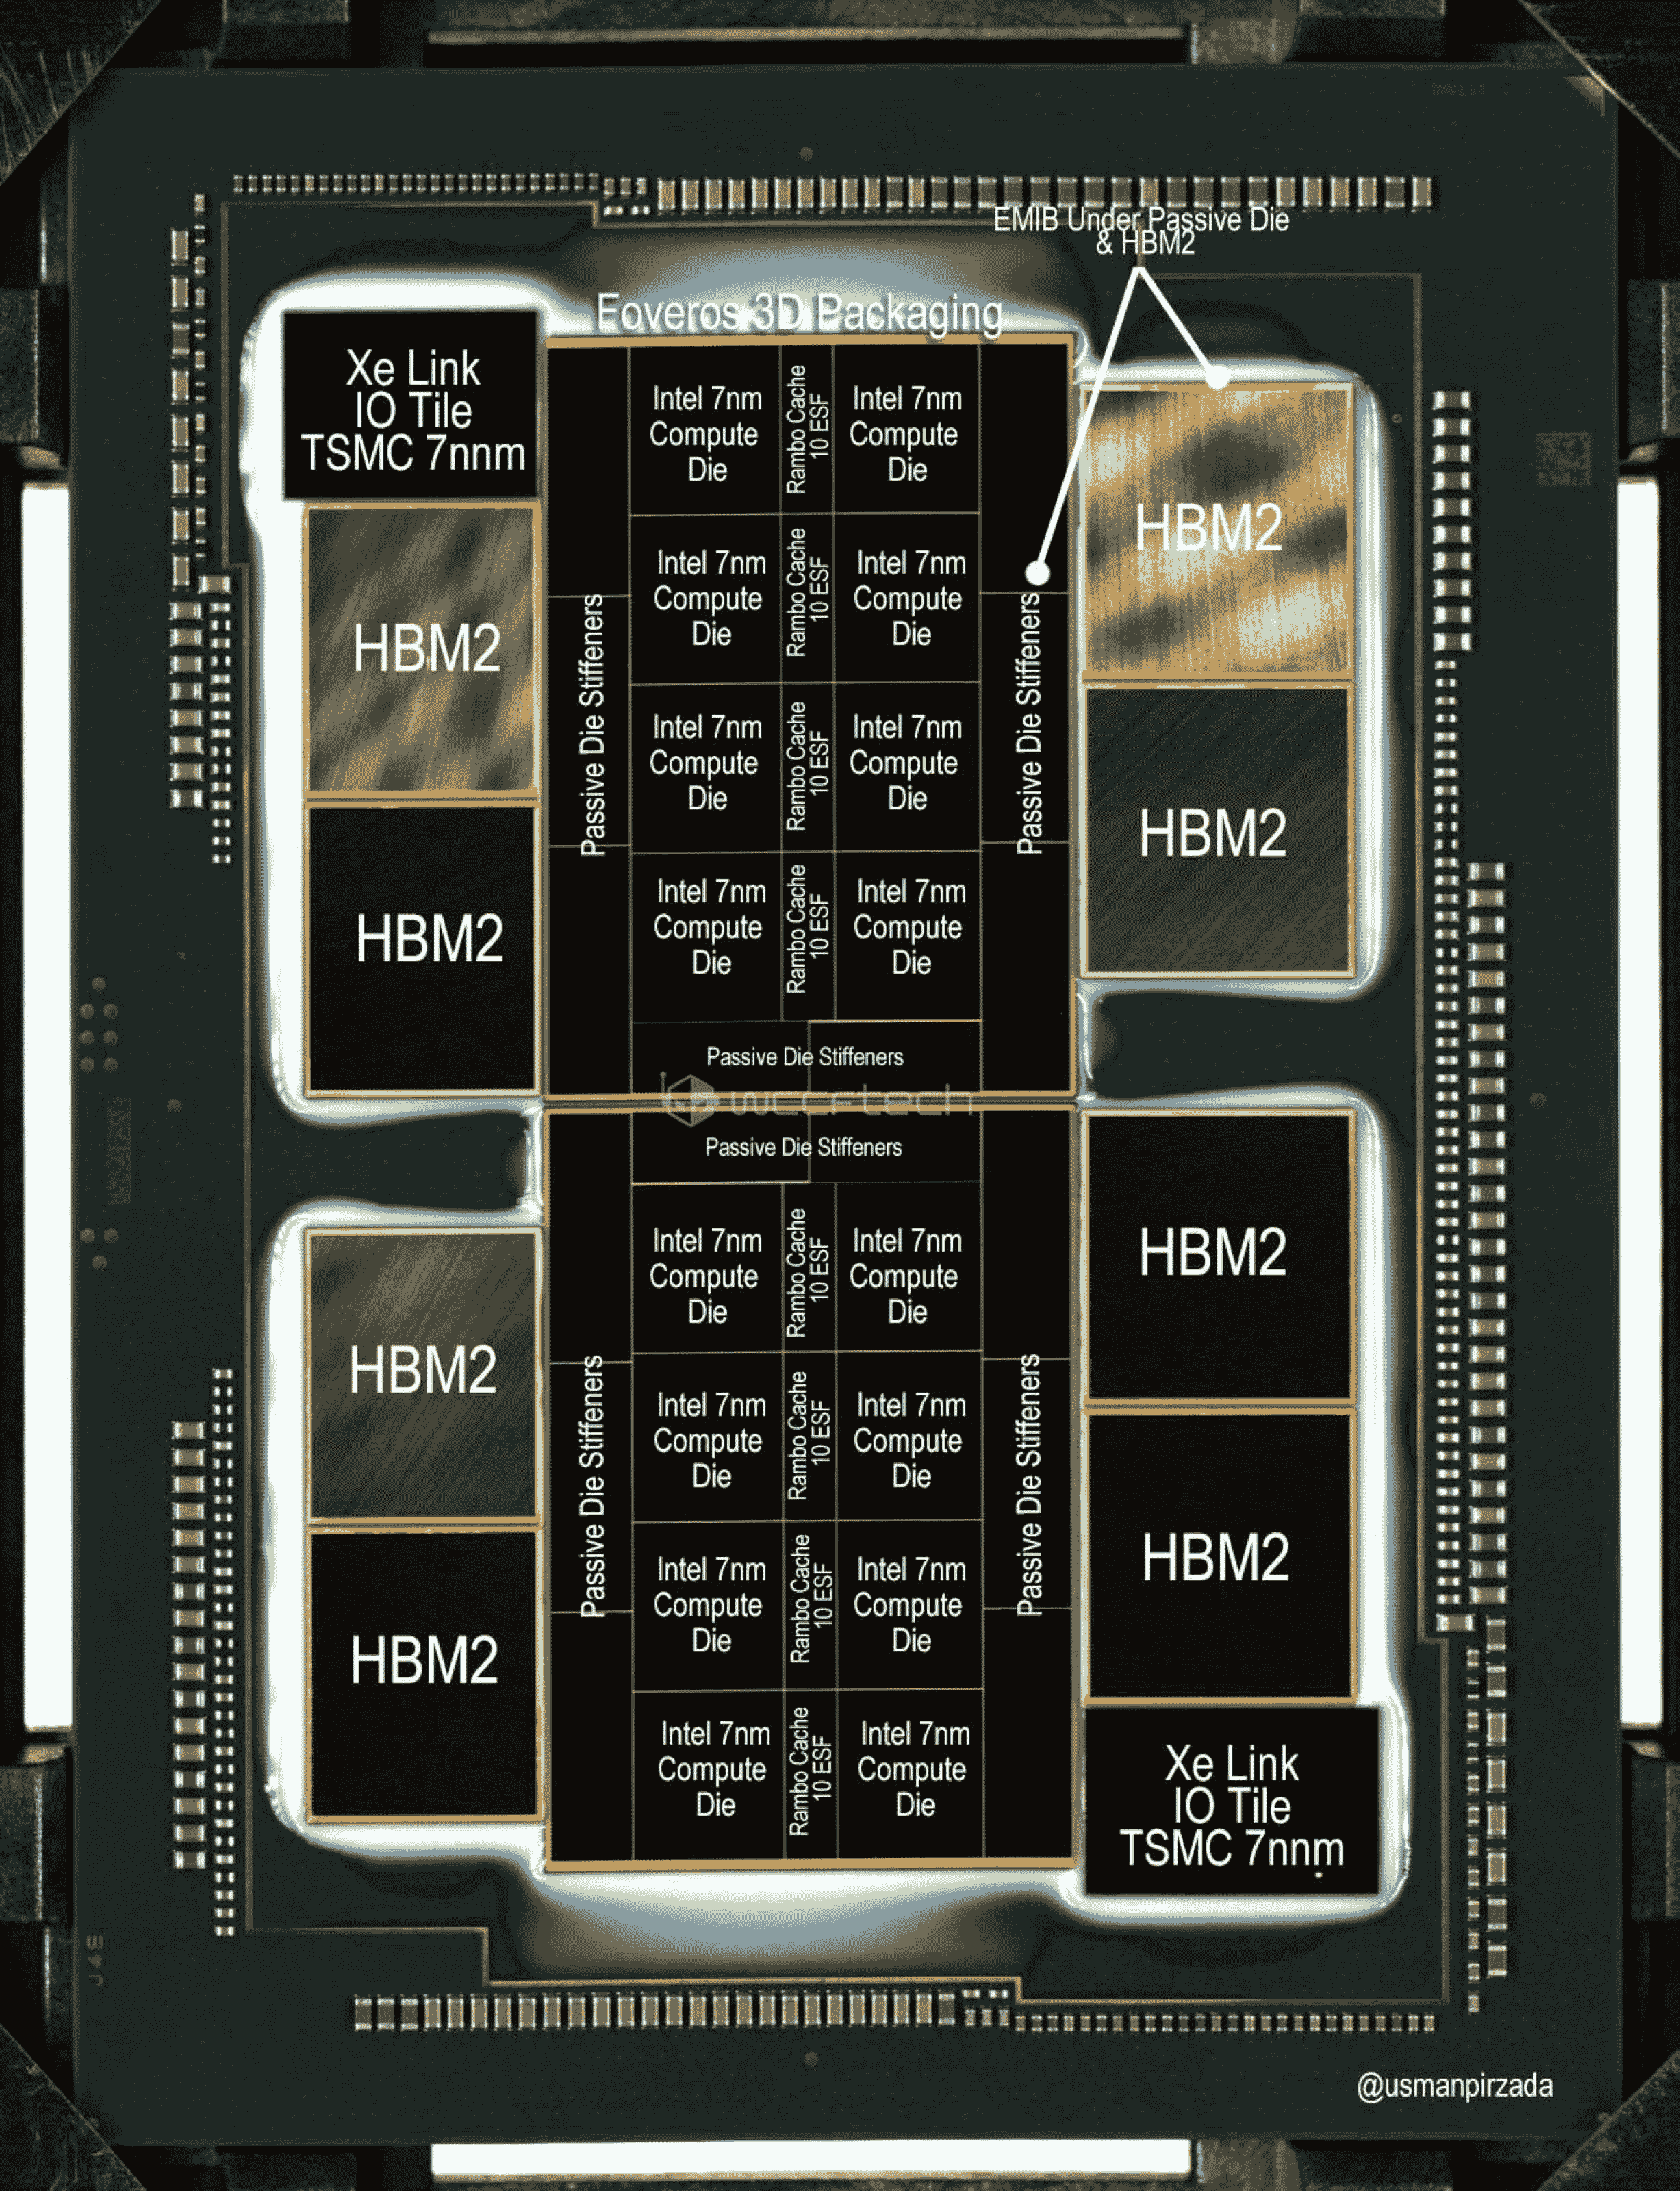 EMIB Under Passive Die
& HBM2
Foveros 3D Packaging
Xe Link
IO Tile
TSMC 7nnm
HBM2
HBM2
Passive Die Stiffeners
Intel 7nm
Compute
Die
Rambo Cache
10 ESF
Intel 7nm
Compute
Die
Intel 7nm
Compute
Die
Rambo Cache
10 ESF
Intel 7nm
Compute
Die
Intel 7nm
Compute
Die
Rambo Cache
10 ESF
Intel 7nm
Compute
Die
Intel 7nm
Compute
Die
Rambo Cache
10 ESF
Intel 7nm
Compute
Die
Passive Die Stiffeners
Passive Die Stiffeners
HBM2
HBM2
wccftech
Passive Die Stiffeners
HBM2
HBM2
Passive Die Stiffeners
Intel 7nm
Compute
Die
Rambo Cache
10 ESF
Intel 7nm
Compute
Die
Intel 7nm
Compute
Die
Rambo Cache
10 ESF
Intel 7nm
Compute
Die
Intel 7nm
Compute
Die
Rambo Cache
10 ESF
Intel 7nm
Compute
Die
Intel 7nm
Compute
Die
Rambo Cache
10 ESF
Intel 7nm
Compute
Die
Passive Die Stiffeners
HBM2
HBM2
Xe Link
IO Tile
TSMC 7nnm
J4E
@usmanpirzada